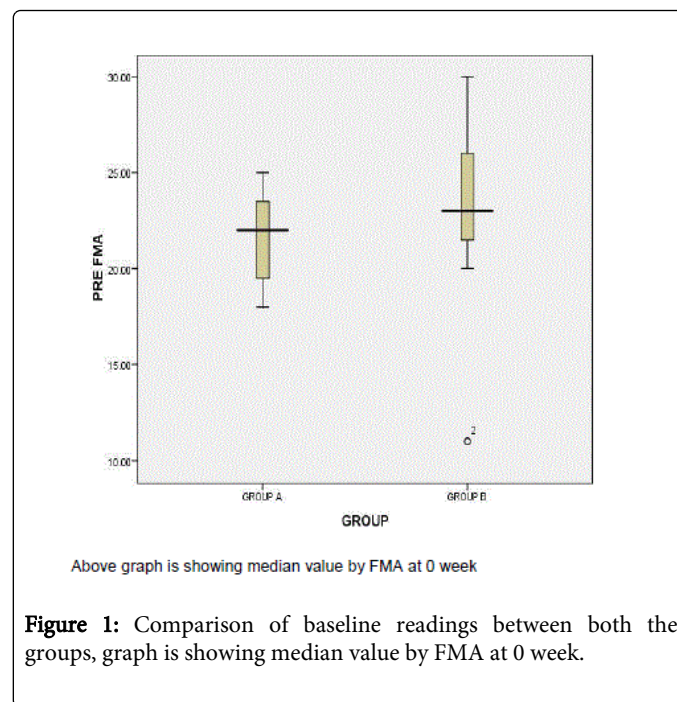 30.00
25.00
20.00
15.00
10.00
PRE FMA
2
GROUP A
GROUP B
GROUP
Above graph is showing median value by FMA at 0 week
Figure 1: Comparison of baseline readings between both the
groups, graph is showing median value by FMA at 0 week.